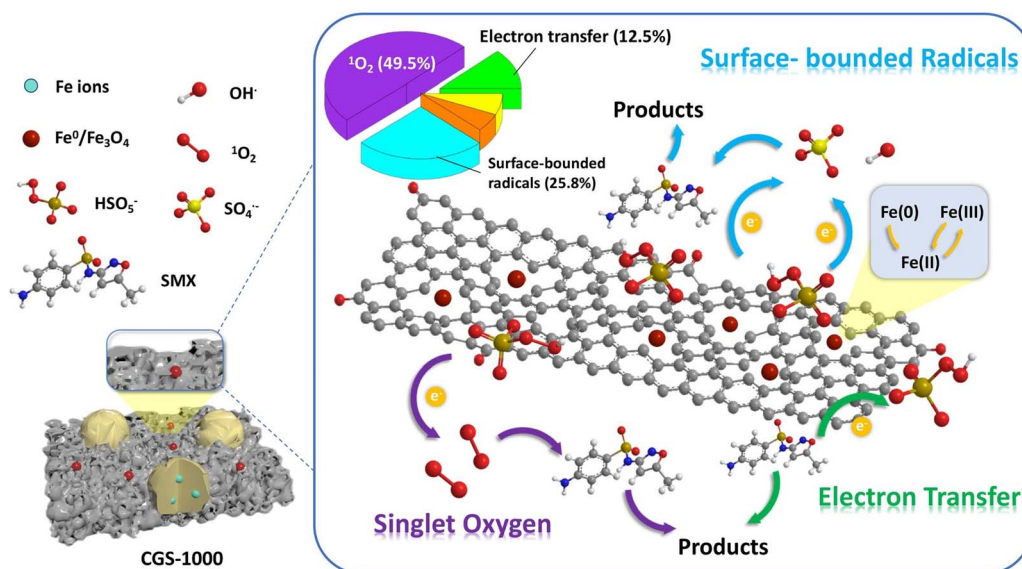 Fe ions
OH·
Fe⁰/Fe₃O₄
¹O₂
HSO₅⁻
SO₄·⁻
SMX
CGS-1000
¹O₂ (49.5%)
Electron transfer (12.5%)
Surface-bounded
radicals (25.8%)
Surface- bounded Radicals
Products
e⁻
e⁻
Fe(0)
Fe(III)
Fe(II)
e⁻
e⁻
Singlet Oxygen
Electron Transfer
Products